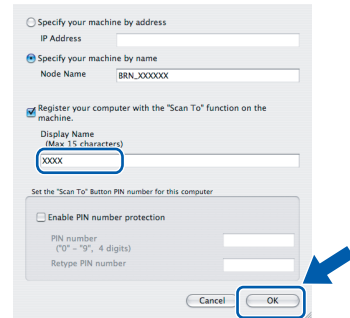 Specify your machine by address
IP Address
Specify your machine by name
Node Name BRN_XXXXXX
Register your computer with the "Scan To" function on the
machine.
Display Name
(Max 15 characters)
XXXX
Set the "Scan To" Button PIN number for this computer
Enable PIN number protection
PIN number
("0" - "9", 4 digits)
Retype PIN number
Cancel OK